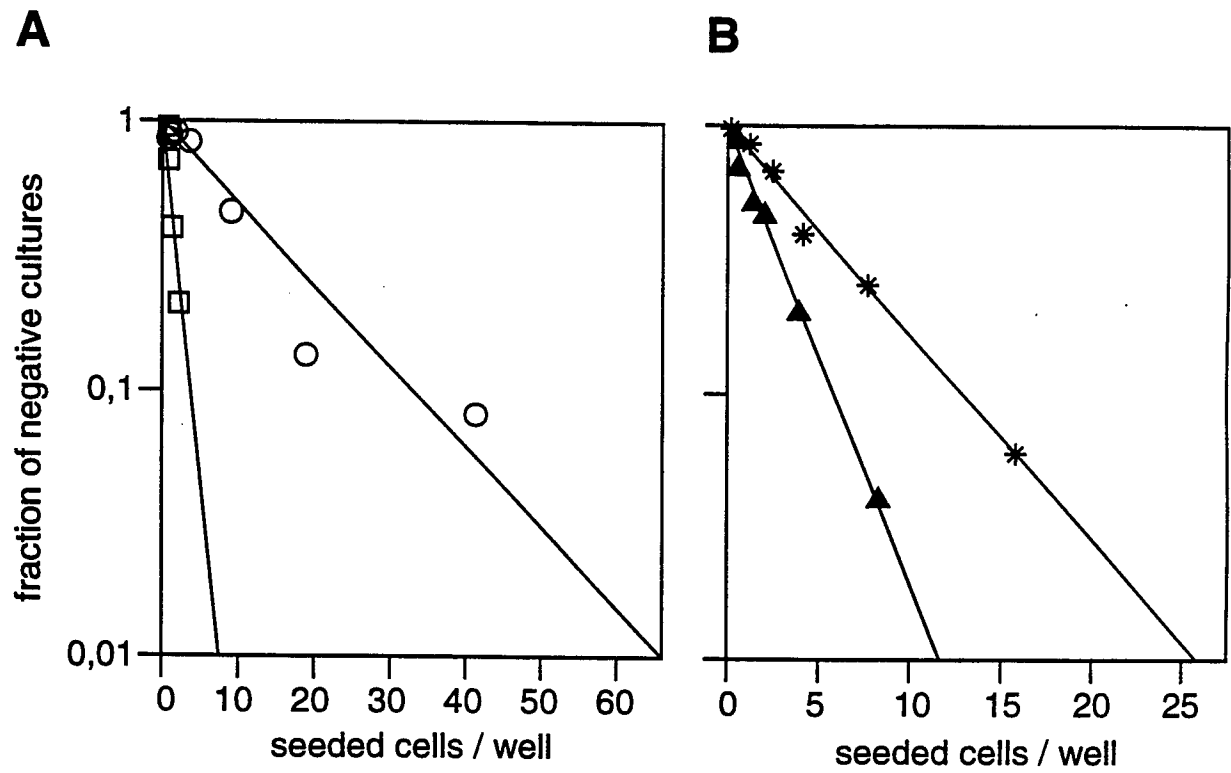 A
B
fraction of negative cultures
1
0,1
0,01
0 10 20 30 40 50 60
seeded cells / well
0 5 10 15 20 25
seeded cells / well